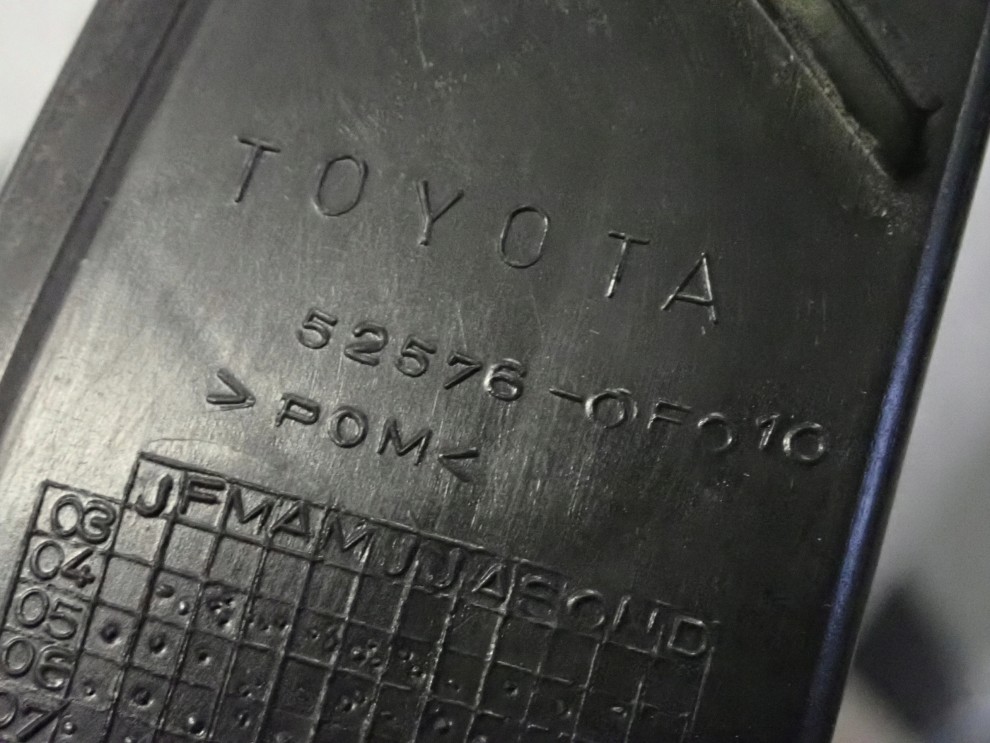 TOYOTA
52576-0F010
>POM<
JFMAMJJASOND
03
04
05
06
07